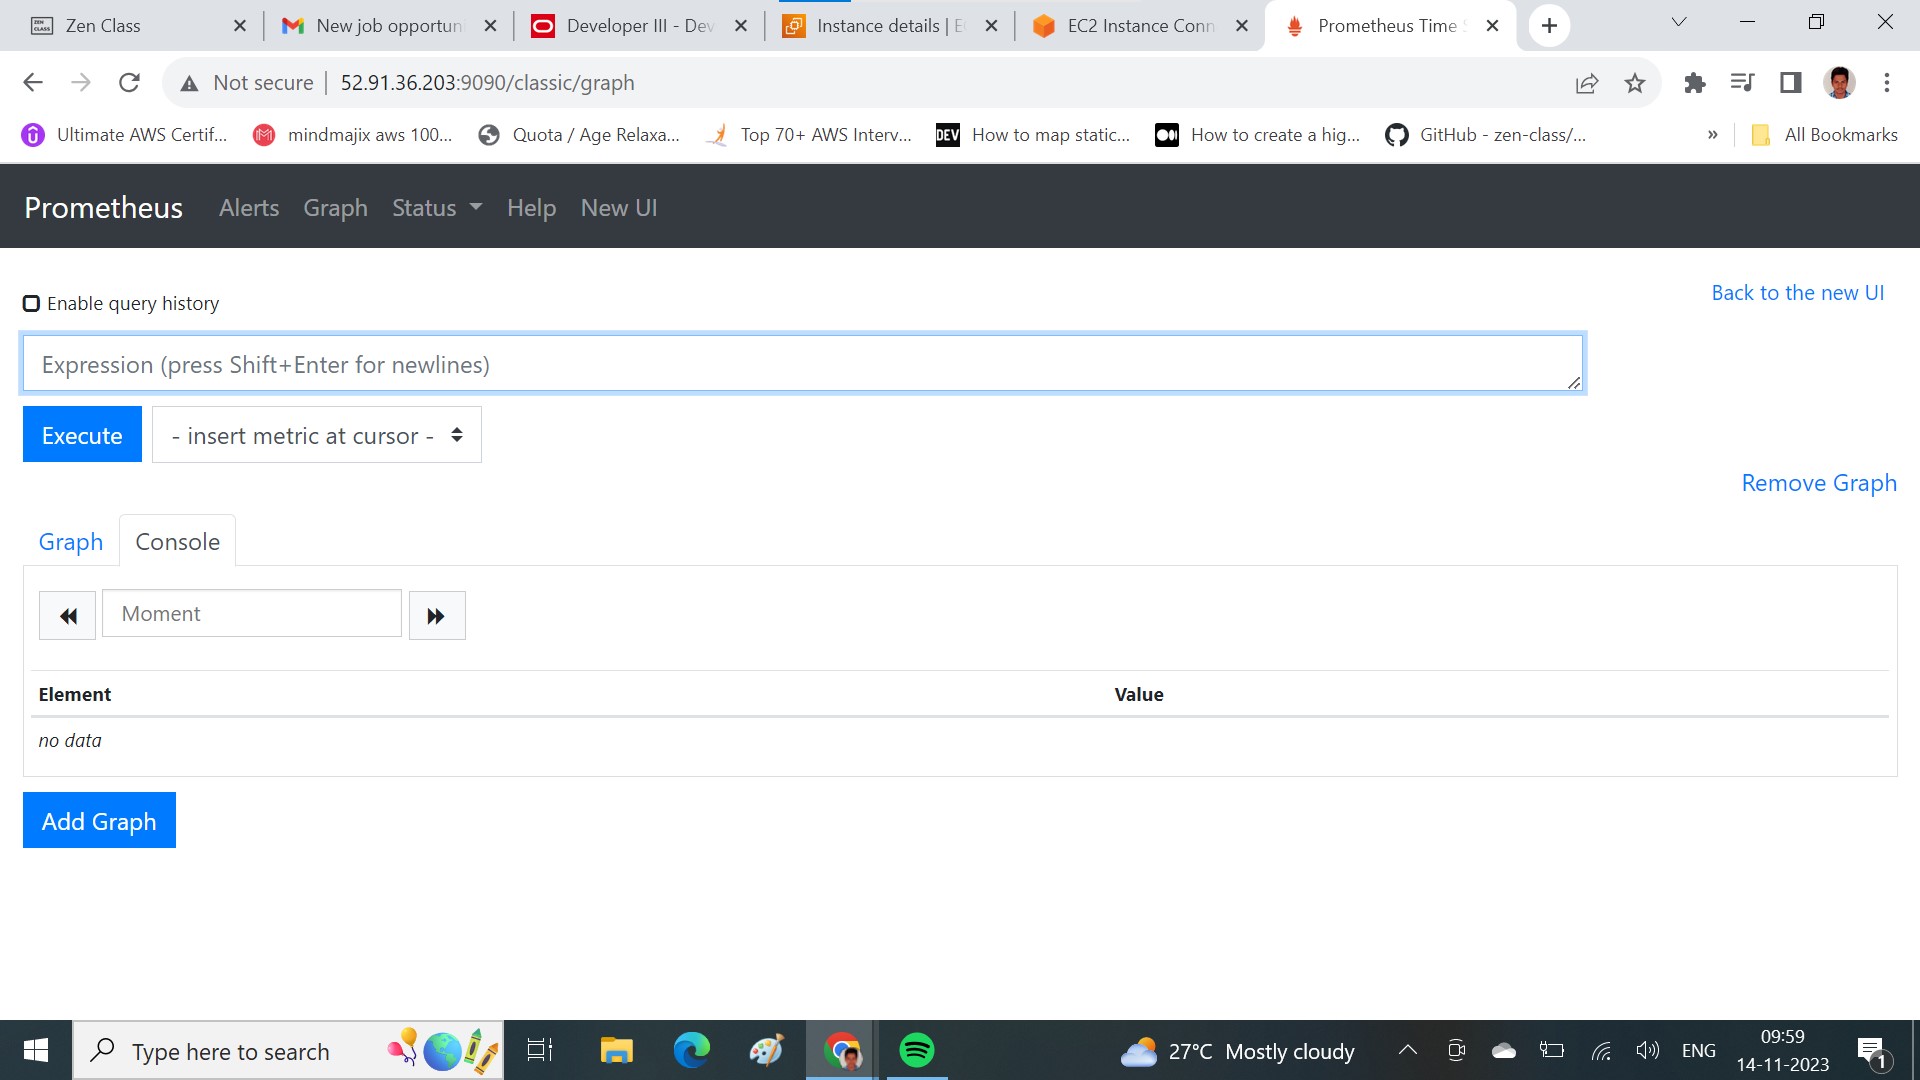 Zen Class
New job opportuni
Developer III - Dev
Instance details | E
EC2 Instance Conn
Prometheus Time S
Not secure | 52.91.36.203:9090/classic/graph
Ultimate AWS Certif...
mindmajix aws 100...
Quota / Age Relaxa...
Top 70+ AWS Interv...
DEV How to map static...
How to create a hig...
GitHub - zen-class/...
» All Bookmarks
Prometheus Alerts Graph Status Help New UI
Enable query history
Back to the new UI
Expression (press Shift+Enter for newlines)
Execute - insert metric at cursor -
Remove Graph
Graph Console
Moment
Element Value
no data
Add Graph
Type here to search
27°C Mostly cloudy
ENG
09:59
14-11-2023
1